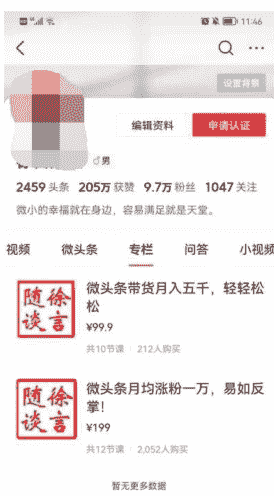 11:46
设置背景
♂男
编辑资料
申请认证
2459 头条 205万 获赞 9.7万 粉丝 1047 关注
微小的幸福就在身边，容易满足就是天堂。
视频 微头条 专栏 问答 小视频
徐言随谈
微头条带货月入五千，轻轻松
松
¥99.9
共10节课 212人购买
徐言随谈
微头条月均涨粉一万，易如反
掌！
¥199
共12节课 2,052人购买
暂无更多数据